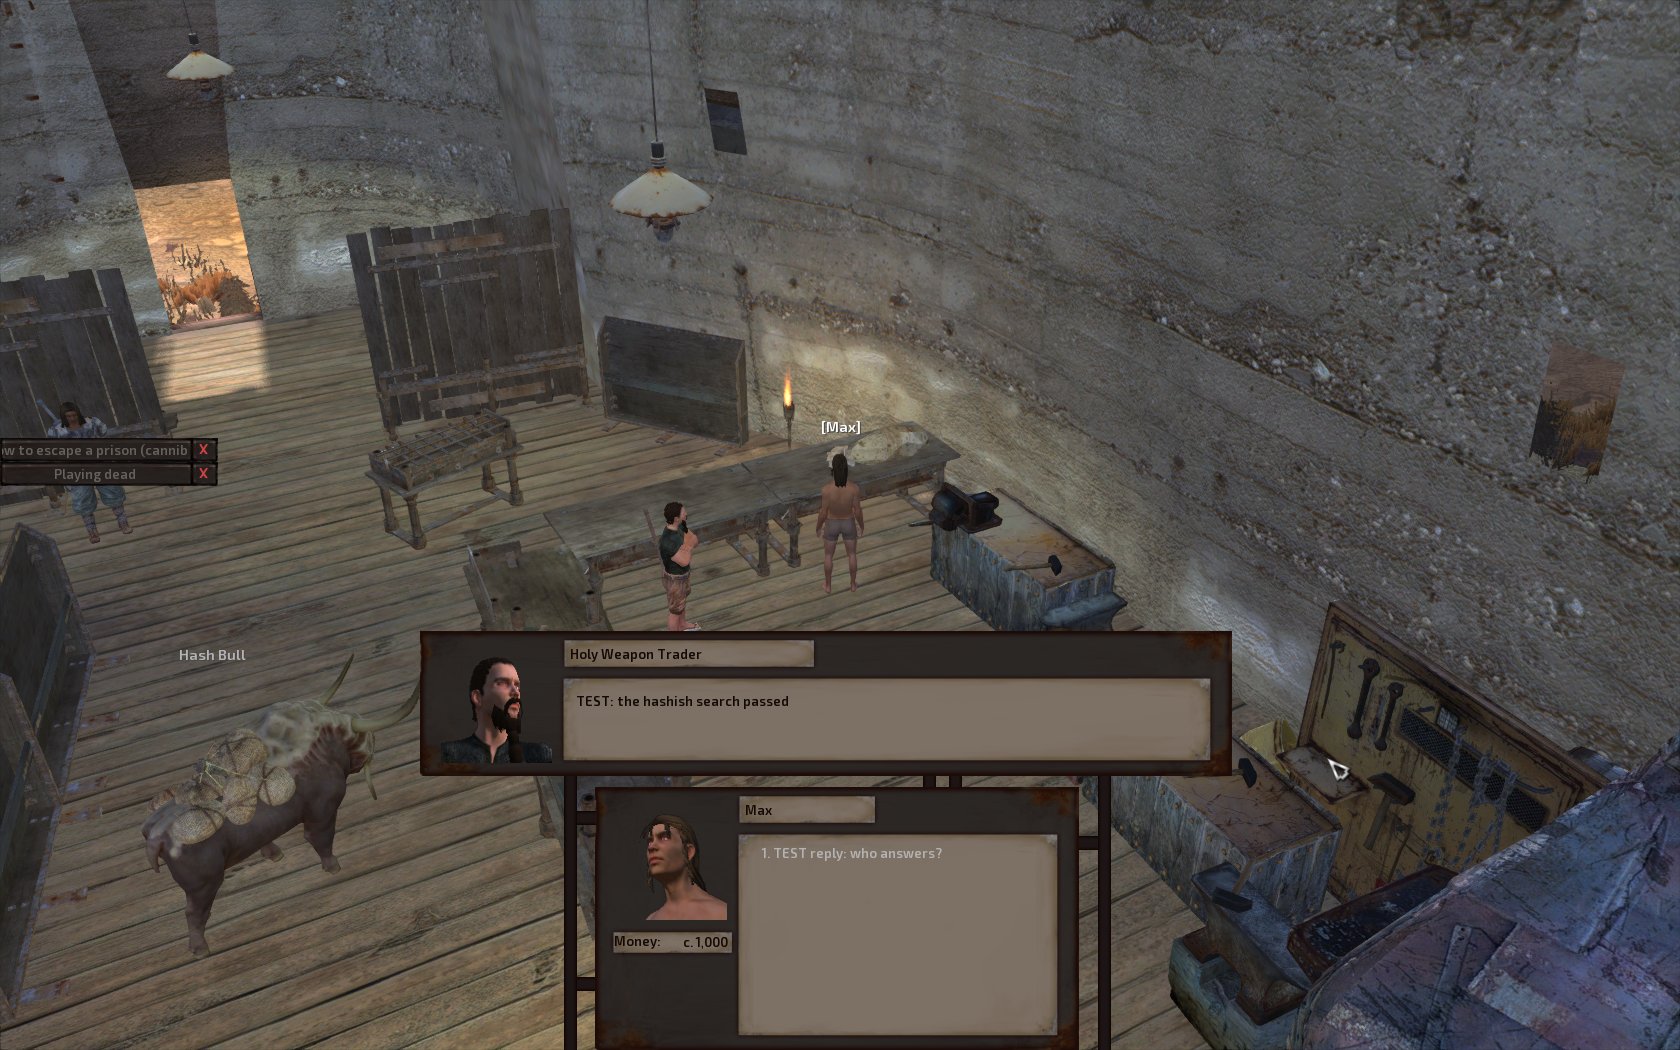 [Max]
ow to escape a prison (cannib
X
Playing dead
X
Hash Bull
Holy Weapon Trader
TEST: the hashish search passed
Max
1. TEST reply: who answers?
Money: c.1,000